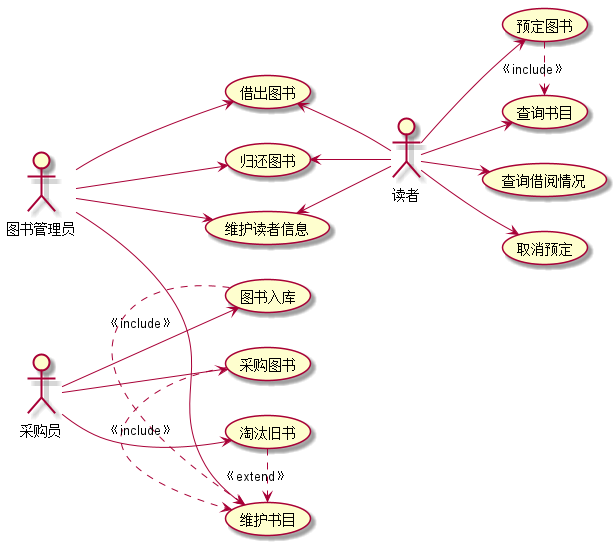 预定图书
《include》
借出图书
查询书目
归还图书
查询借阅情况
读者
图书管理员
维护读者信息
取消预定
图书入库
《include》
采购图书
采购员
《include》
淘汰旧书
《extend》
维护书目